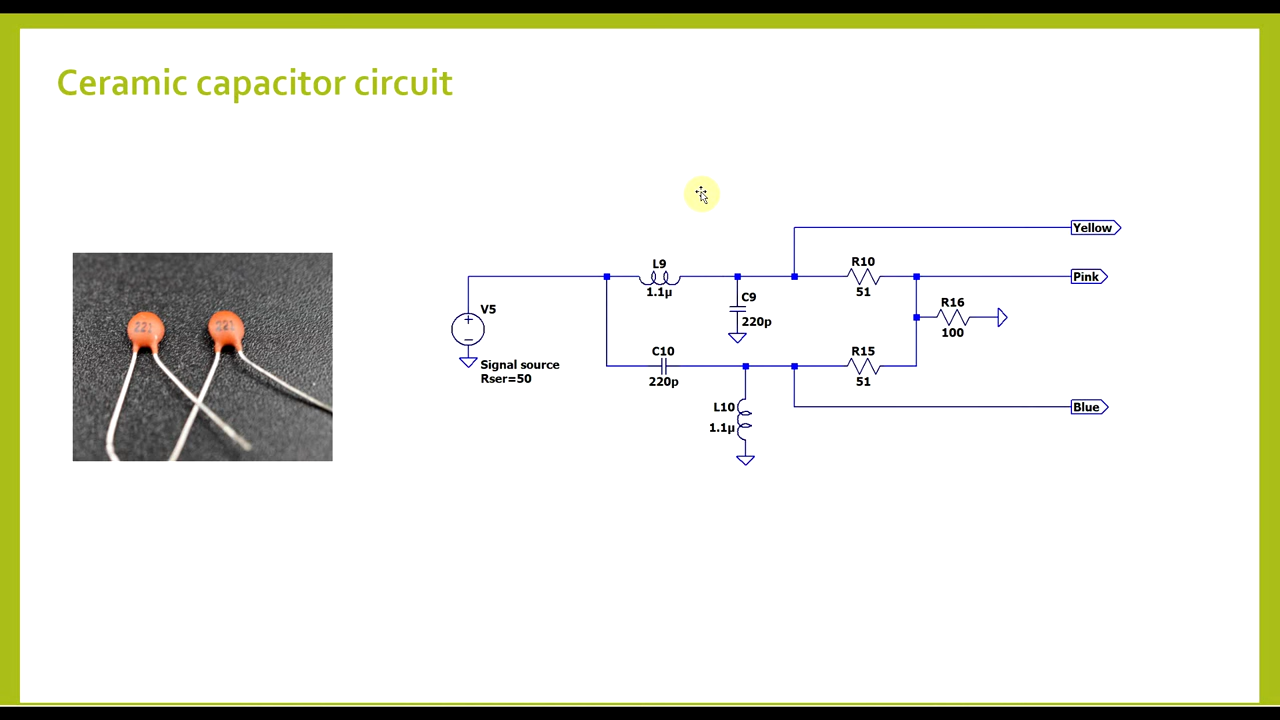 Ceramic capacitor circuit
221
221
V5
Signal source
Rser=50
L9
1.1µ
C9
220p
C10
220p
L10
1.1µ
R10
51
R15
51
R16
100
Yellow
Pink
Blue